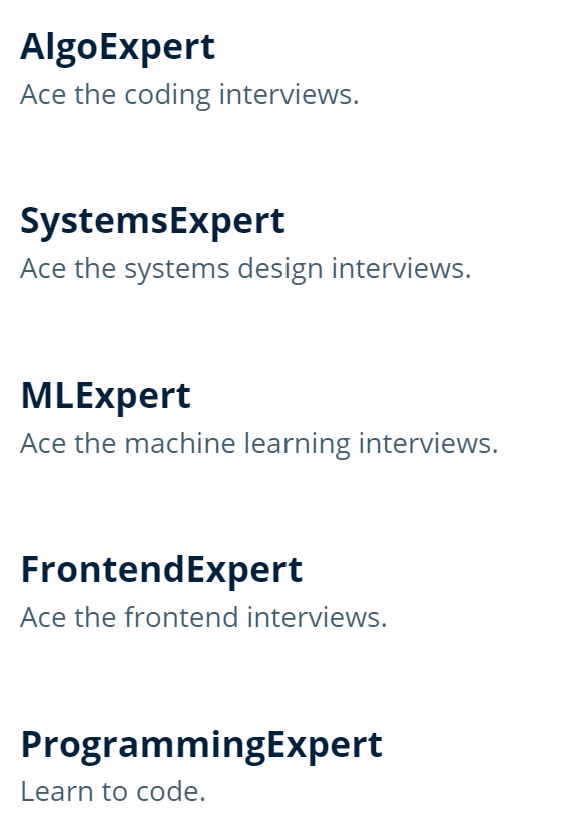 AlgoExpert
Ace the coding interviews.
SystemsExpert
Ace the systems design interviews.
MLExpert
Ace the machine learning interviews.
FrontendExpert
Ace the frontend interviews.
ProgrammingExpert
Learn to code.